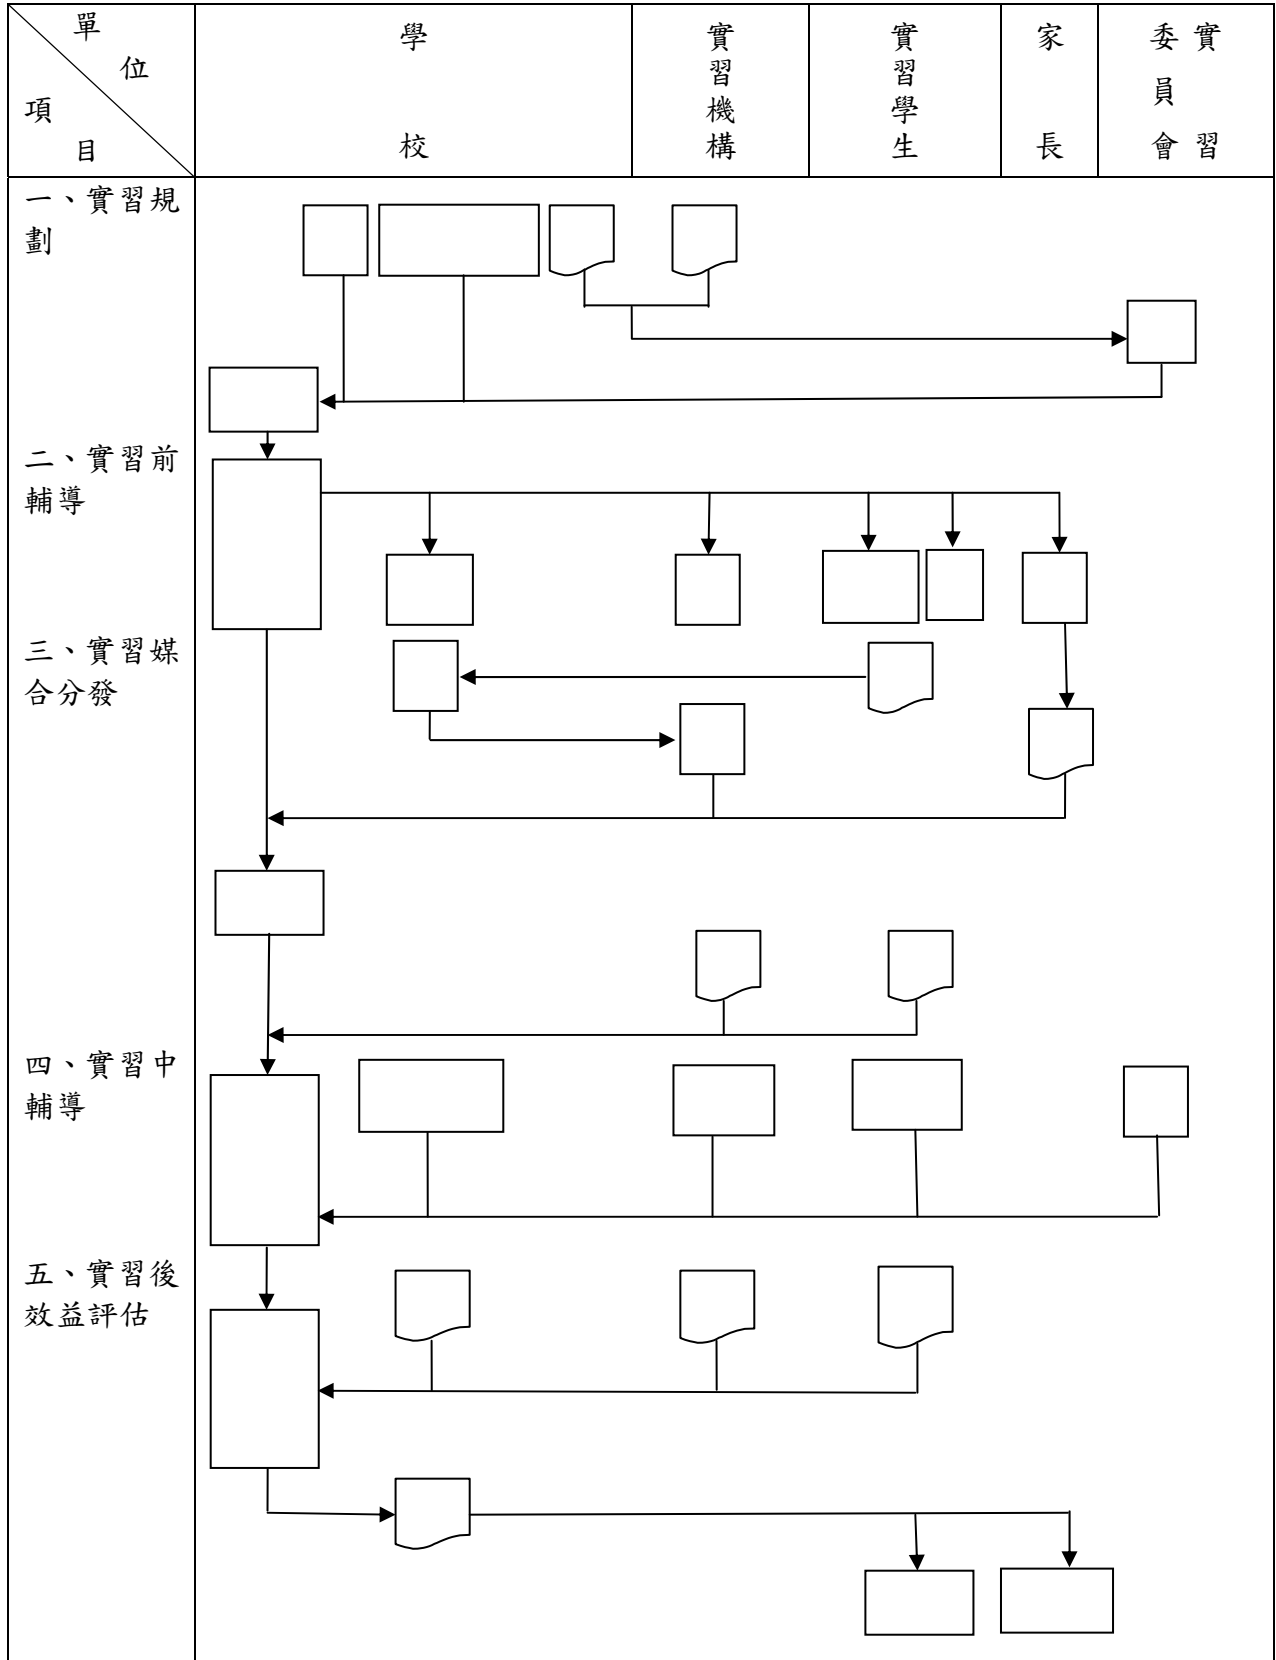 單位
項目
學校
實習機構
實習學生
家長
實習委員會
一、實習規
劃
二、實習前
輔導
三、實習媒
合分發
四、實習中
輔導
五、實習後
效益評估